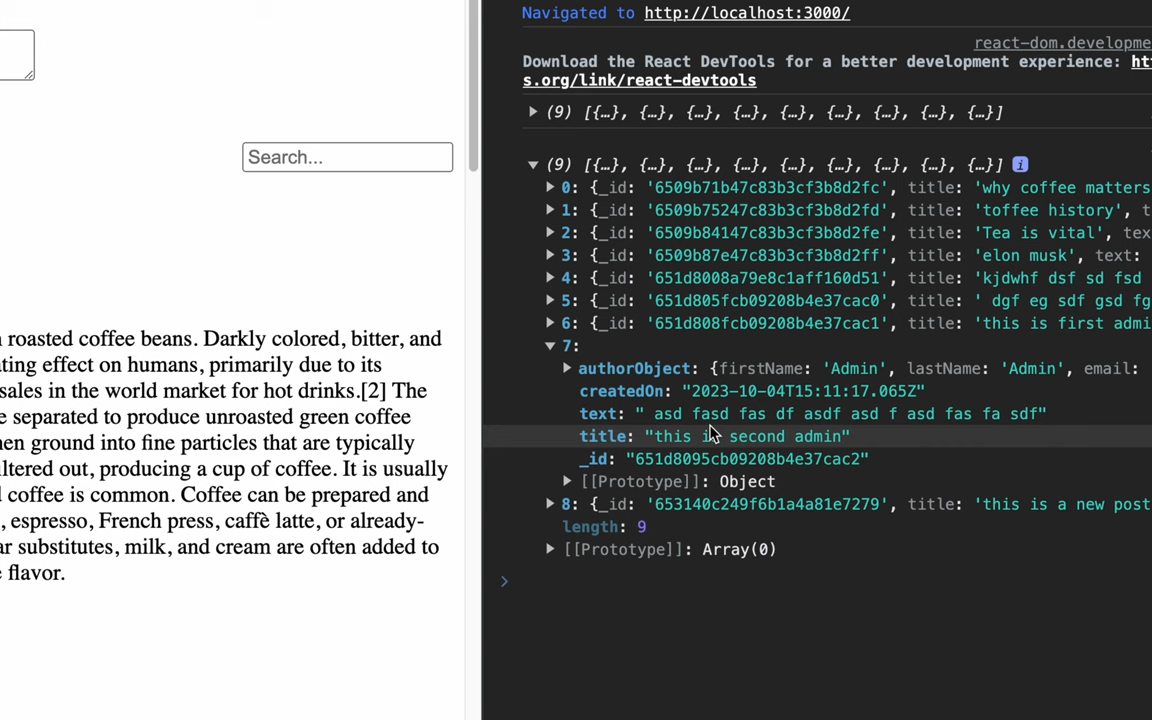 Navigated to http://localhost:3000/
react-dom.developme
Download the React DevTools for a better development experience: ht
s.org/link/react-devtools
(9) [{…}, {…}, {…}, {…}, {…}, {…}, {…}, {…}, {…}]
Search...
(9) [{…}, {…}, {…}, {…}, {…}, {…}, {…}, {…}, {…}] i
0: {_id: '6509b71b47c83b3cf3b8d2fc', title: 'why coffee matters
1: {_id: '6509b75247c83b3cf3b8d2fd', title: 'toffee history', t
2: {_id: '6509b84147c83b3cf3b8d2fe', title: 'Tea is vital', tex
3: {_id: '6509b87e47c83b3cf3b8d2ff', title: 'elon musk', text:
4: {_id: '651d8008a79e8c1aff160d51', title: 'kjdwhf dsf sd fsd
5: {_id: '651d805fcb09208b4e37cac0', title: ' dgf eg sdf gsd fg
6: {_id: '651d808fcb09208b4e37cac1', title: 'this is first admi
7:
authorObject: {firstName: 'Admin', lastName: 'Admin', email:
createdOn: "2023-10-04T15:11:17.065Z"
text: " asd fasd fas df asdf asd f asd fas fa sdf"
title: "this is second admin"
_id: "651d8095cb09208b4e37cac2"
[[Prototype]]: Object
8: {_id: '653140c249f6b1a4a81e7279', title: 'this is a new post
length: 9
[[Prototype]]: Array(0)
roasted coffee beans. Darkly colored, bitter, and
ting effect on humans, primarily due to its
sales in the world market for hot drinks.[2] The
e separated to produce unroasted green coffee
en ground into fine particles that are typically
ltered out, producing a cup of coffee. It is usually
coffee is common. Coffee can be prepared and
, espresso, French press, caffè latte, or already-
ar substitutes, milk, and cream are often added to
flavor.